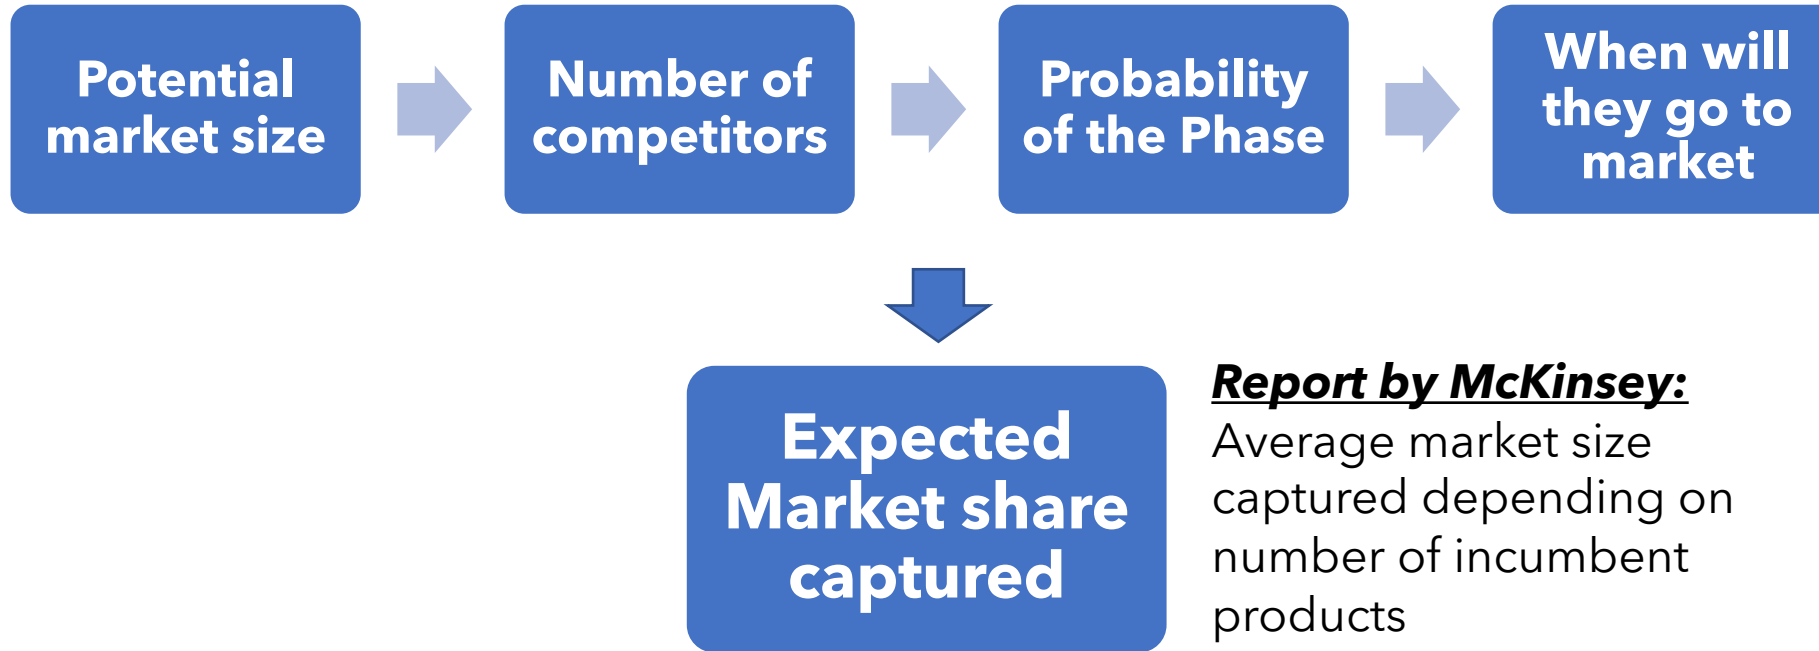 Potential
market size
Number of
competitors
Probability
of the Phase
When will
they go to
market
Expected
Market share
captured
Report by McKinsey:
Average market size
captured depending on
number of incumbent
products